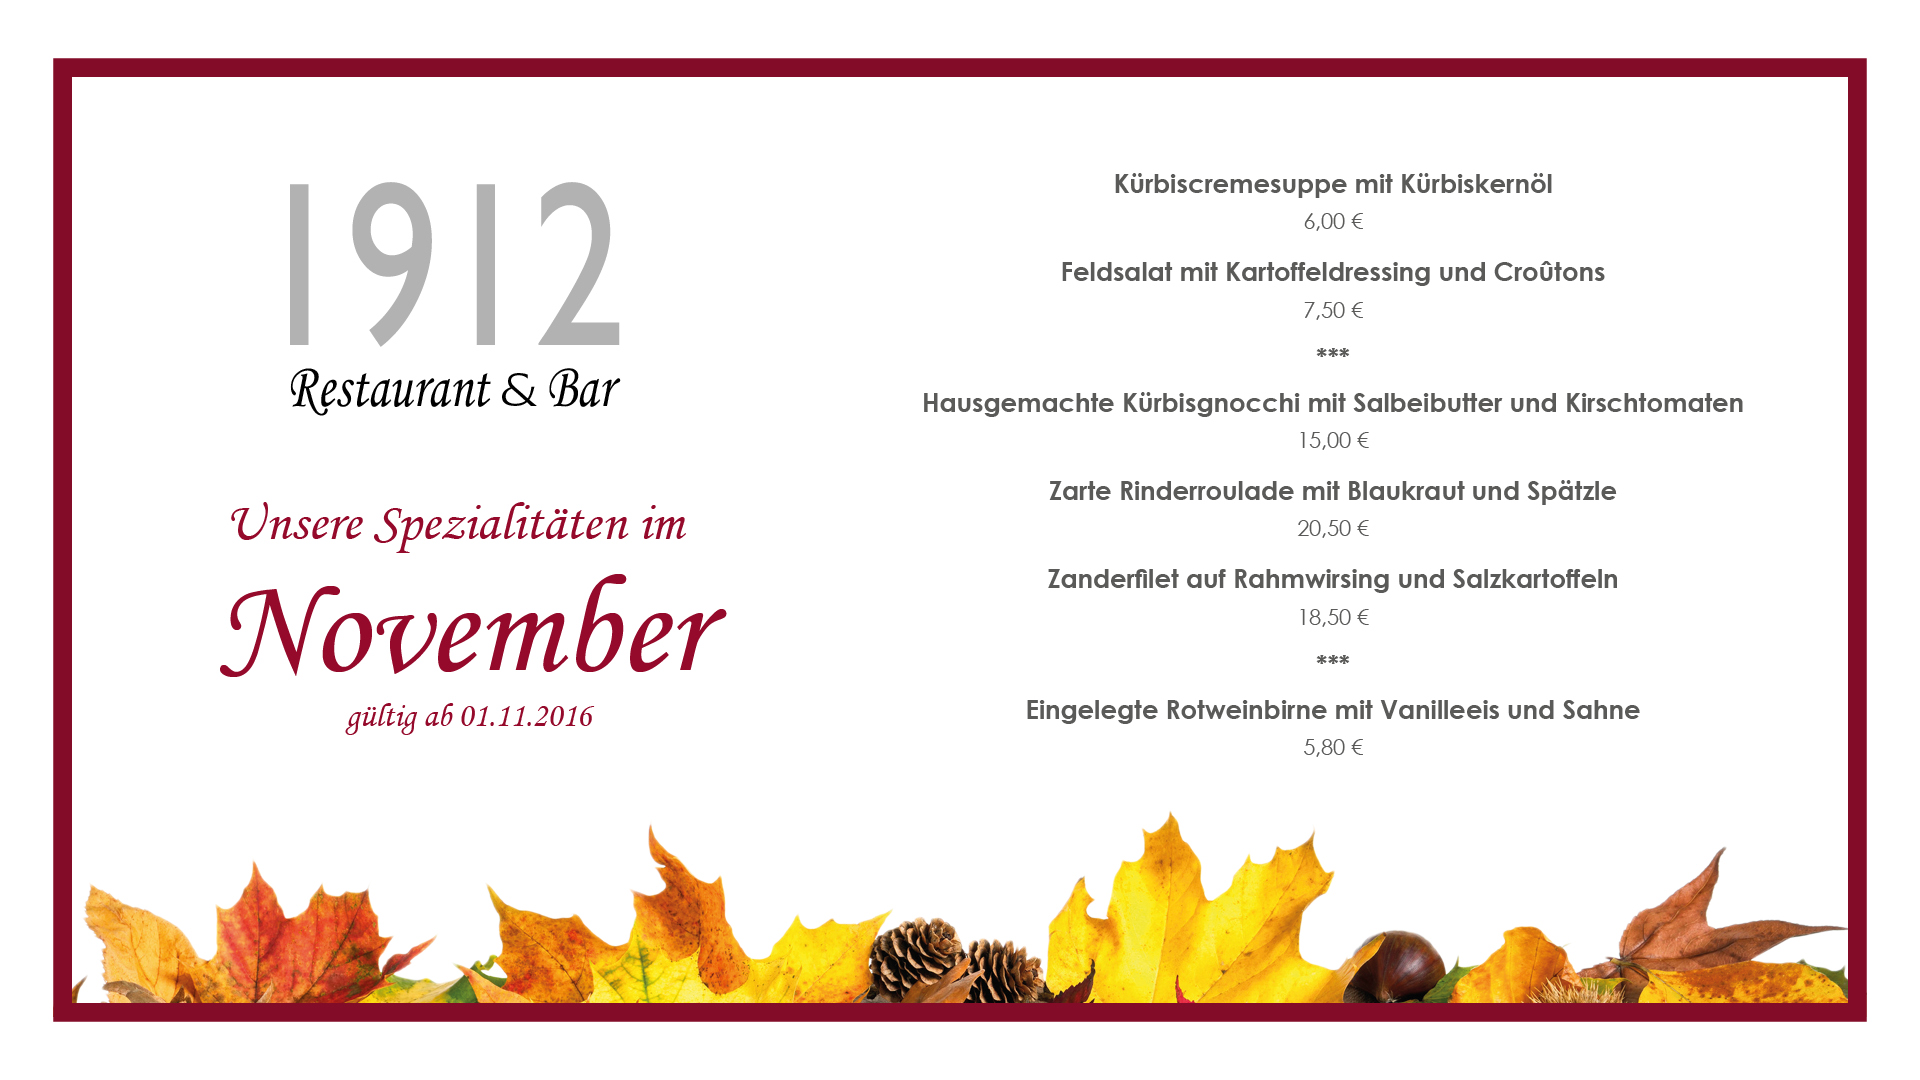 1912
Restaurant & Bar
Unsere Spezialitäten im
November
gültig ab 01.11.2016
Kürbiscremesuppe mit Kürbiskernöl
6,00 €
Feldsalat mit Kartoffeldressing und Croûtons
7,50 €
***
Hausgemachte Kürbisgnocchi mit Salbeibutter und Kirschtomaten
15,00 €
Zarte Rinderroulade mit Blaukraut und Spätzle
20,50 €
Zanderfilet auf Rahmwirsing und Salzkartoffeln
18,50 €
***
Eingelegte Rotweinbirne mit Vanilleeis und Sahne
5,80 €